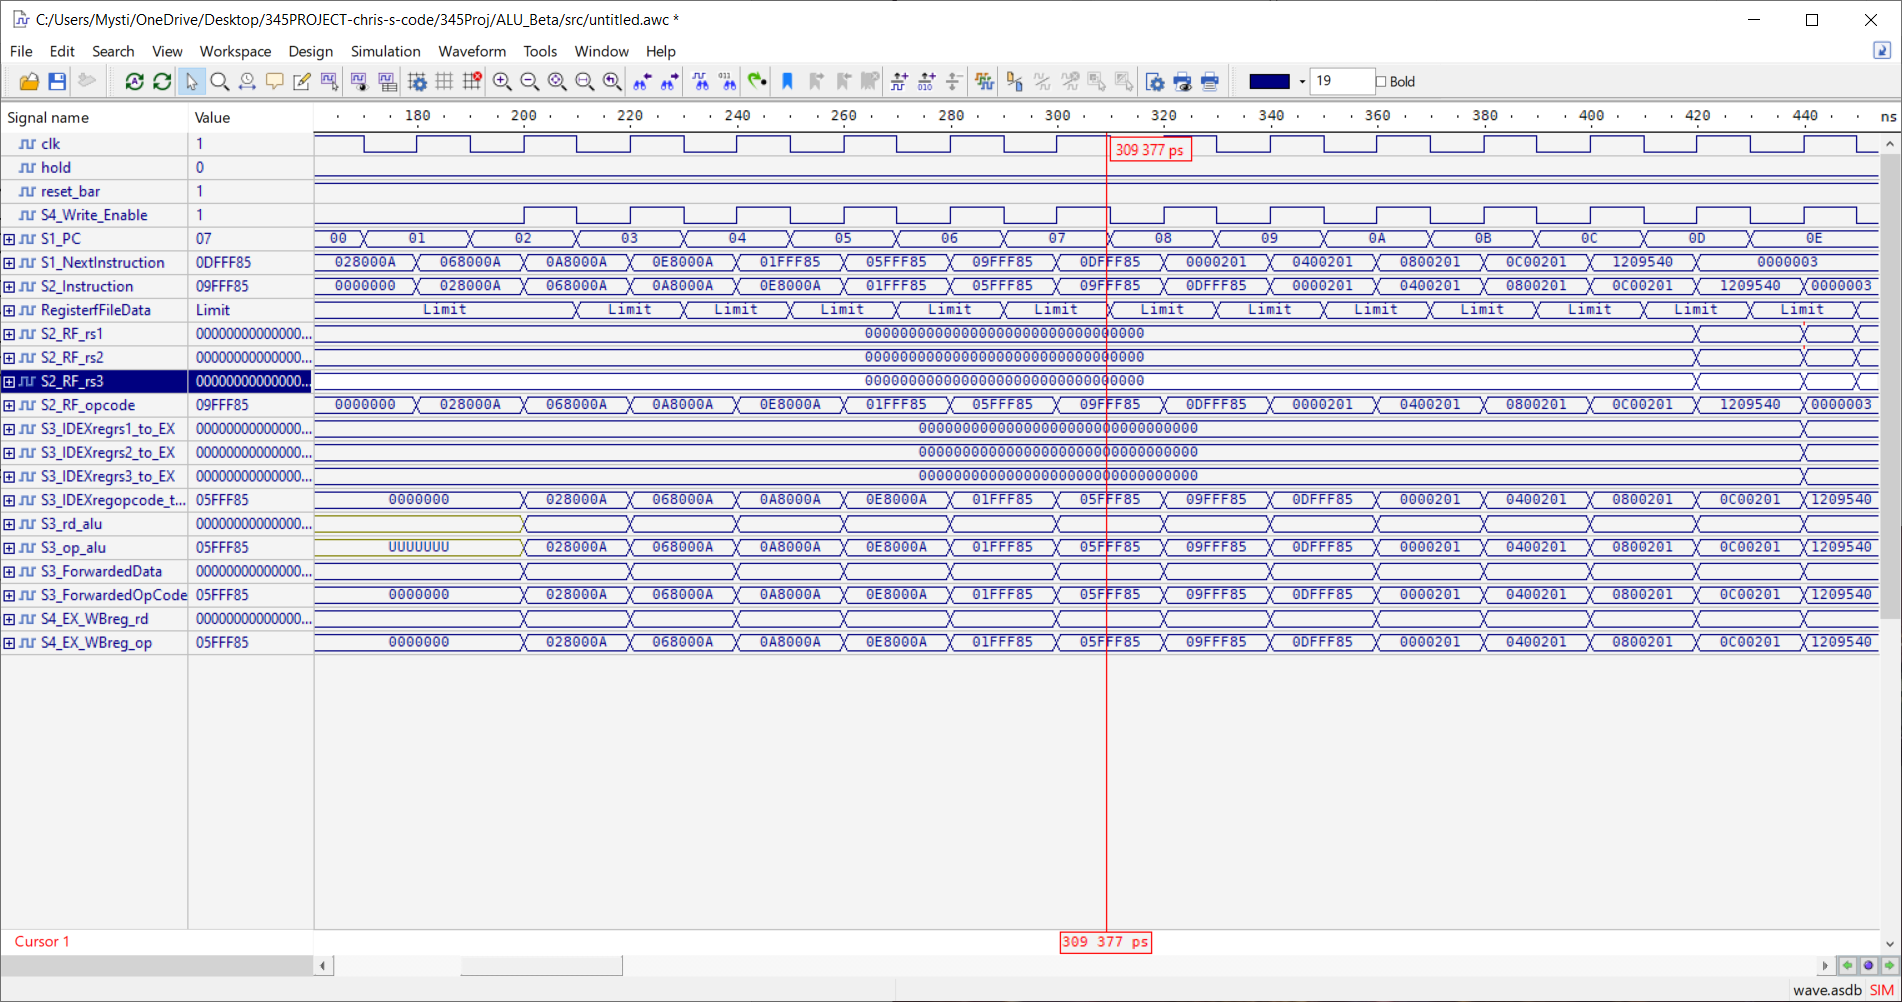 C:/Users/Mysti/OneDrive/Desktop/345PROJECT-chris-s-code/345Proj/ALU_Beta/src/untitled.awc *
File Edit Search View Workspace Design Simulation Waveform Tools Window Help
19 Bold
Signal name Value 180 200 220 240 260 280 300 320 340 360 380 400 420 440 ns
clk 1
309 377 ps
hold 0
reset_bar 1
S4_Write_Enable 1
S1_PC 07 00 01 02 03 04 05 06 07 08 09 0A 0B 0C 0D 0E
S1_NextInstruction 0DFFF85 028000A 068000A 0A8000A 0E8000A 01FFF85 05FFF85 09FFF85 0DFFF85 0000201 0400201 0800201 0C00201 1209540 0000003
S2_Instruction 09FFF85 0000000 028000A 068000A 0A8000A 0E8000A 01FFF85 05FFF85 09FFF85 0DFFF85 0000201 0400201 0800201 0C00201 1209540 0000003
RegisterfFileData Limit Limit Limit Limit Limit Limit Limit Limit Limit Limit Limit Limit Limit Limit
S2_RF_rs1 00000000000000... 00000000000000000000000000000000
S2_RF_rs2 00000000000000... 00000000000000000000000000000000
S2_RF_rs3 00000000000000... 00000000000000000000000000000000
S2_RF_opcode 09FFF85 0000000 028000A 068000A 0A8000A 0E8000A 01FFF85 05FFF85 09FFF85 0DFFF85 0000201 0400201 0800201 0C00201 1209540 0000003
S3_IDEXregrs1_to_EX 00000000000000... 00000000000000000000000000000000
S3_IDEXregrs2_to_EX 00000000000000... 00000000000000000000000000000000
S3_IDEXregrs3_to_EX 00000000000000... 00000000000000000000000000000000
S3_IDEXregopcode_t... 05FFF85 0000000 028000A 068000A 0A8000A 0E8000A 01FFF85 05FFF85 09FFF85 0DFFF85 0000201 0400201 0800201 0C00201 1209540
S3_rd_alu 00000000000000...
S3_op_alu 05FFF85 UUUUUUU 028000A 068000A 0A8000A 0E8000A 01FFF85 05FFF85 09FFF85 0DFFF85 0000201 0400201 0800201 0C00201 1209540
S3_ForwardedData 00000000000000...
S3_ForwardedOpCode 05FFF85 0000000 028000A 068000A 0A8000A 0E8000A 01FFF85 05FFF85 09FFF85 0DFFF85 0000201 0400201 0800201 0C00201 1209540
S4_EX_WBreg_rd 00000000000000...
S4_EX_WBreg_op 05FFF85 0000000 028000A 068000A 0A8000A 0E8000A 01FFF85 05FFF85 09FFF85 0DFFF85 0000201 0400201 0800201 0C00201 1209540
Cursor 1 309 377 ps
wave.asdb SIM